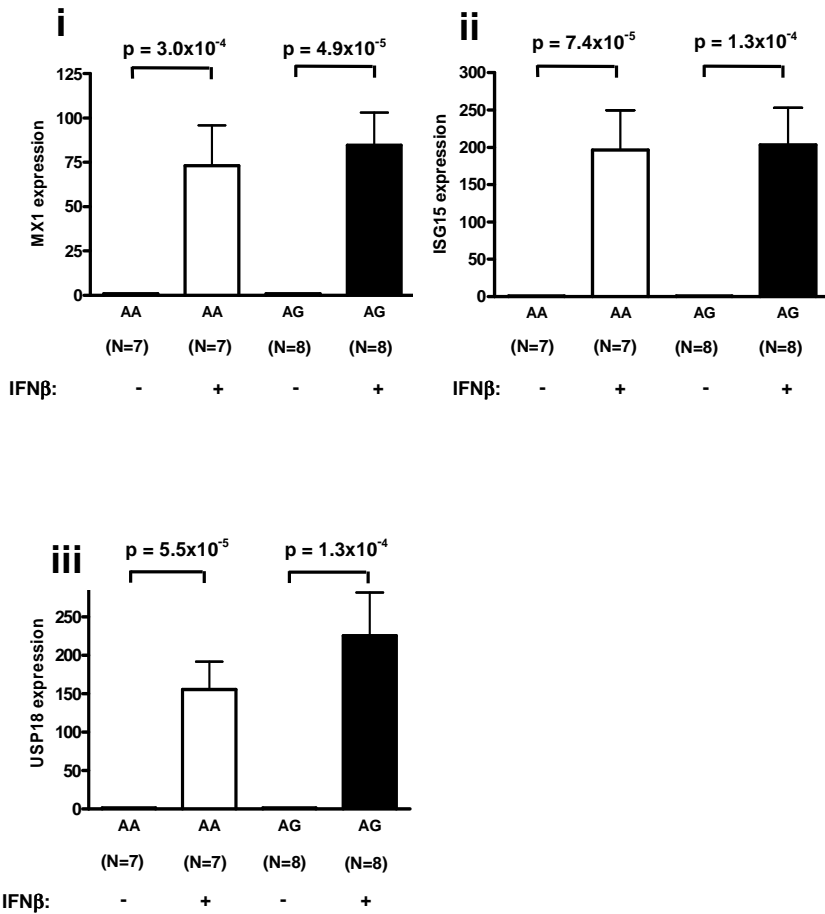 i
p = 3.0x10⁻⁴ p = 4.9x10⁻⁵
MX1 expression
125
100
75
50
25
0
AA AA AG AG
(N=7) (N=7) (N=8) (N=8)
IFNβ: - + - +
ii
p = 7.4x10⁻⁵ p = 1.3x10⁻⁴
ISG15 expression
300
250
200
150
100
50
0
AA AA AG AG
(N=7) (N=7) (N=8) (N=8)
IFNβ: - + - +
iii
p = 5.5x10⁻⁵ p = 1.3x10⁻⁴
USP18 expression
250
200
150
100
50
0
AA AA AG AG
(N=7) (N=7) (N=8) (N=8)
IFNβ: - + - +